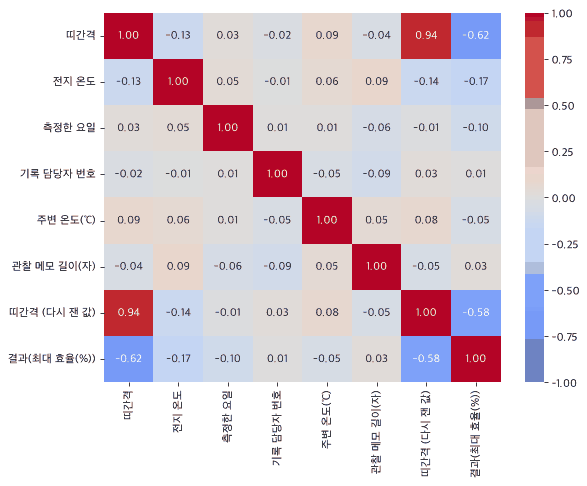 띠간격 1.00 -0.13 0.03 -0.02 0.09 -0.04 0.94 -0.62
전지 온도 -0.13 1.00 0.05 -0.01 0.06 0.09 -0.14 -0.17
측정한 요일 0.03 0.05 1.00 0.01 0.01 -0.06 -0.01 -0.10
기록 담당자 번호 -0.02 -0.01 0.01 1.00 -0.05 -0.09 0.03 0.01
주변 온도(℃) 0.09 0.06 0.01 -0.05 1.00 0.05 0.08 -0.05
관찰 메모 길이(자) -0.04 0.09 -0.06 -0.09 0.05 1.00 -0.05 0.03
띠간격 (다시 잰 값) 0.94 -0.14 -0.01 0.03 0.08 -0.05 1.00 -0.58
결과(최대 효율(%)) -0.62 -0.17 -0.10 0.01 -0.05 0.03 -0.58 1.00
띠간격
전지 온도
측정한 요일
기록 담당자 번호
주변 온도(℃)
관찰 메모 길이(자)
띠간격 (다시 잰 값)
결과(최대 효율(%))
1.00
0.75
0.50
0.25
0.00
-0.25
-0.50
-0.75
-1.00